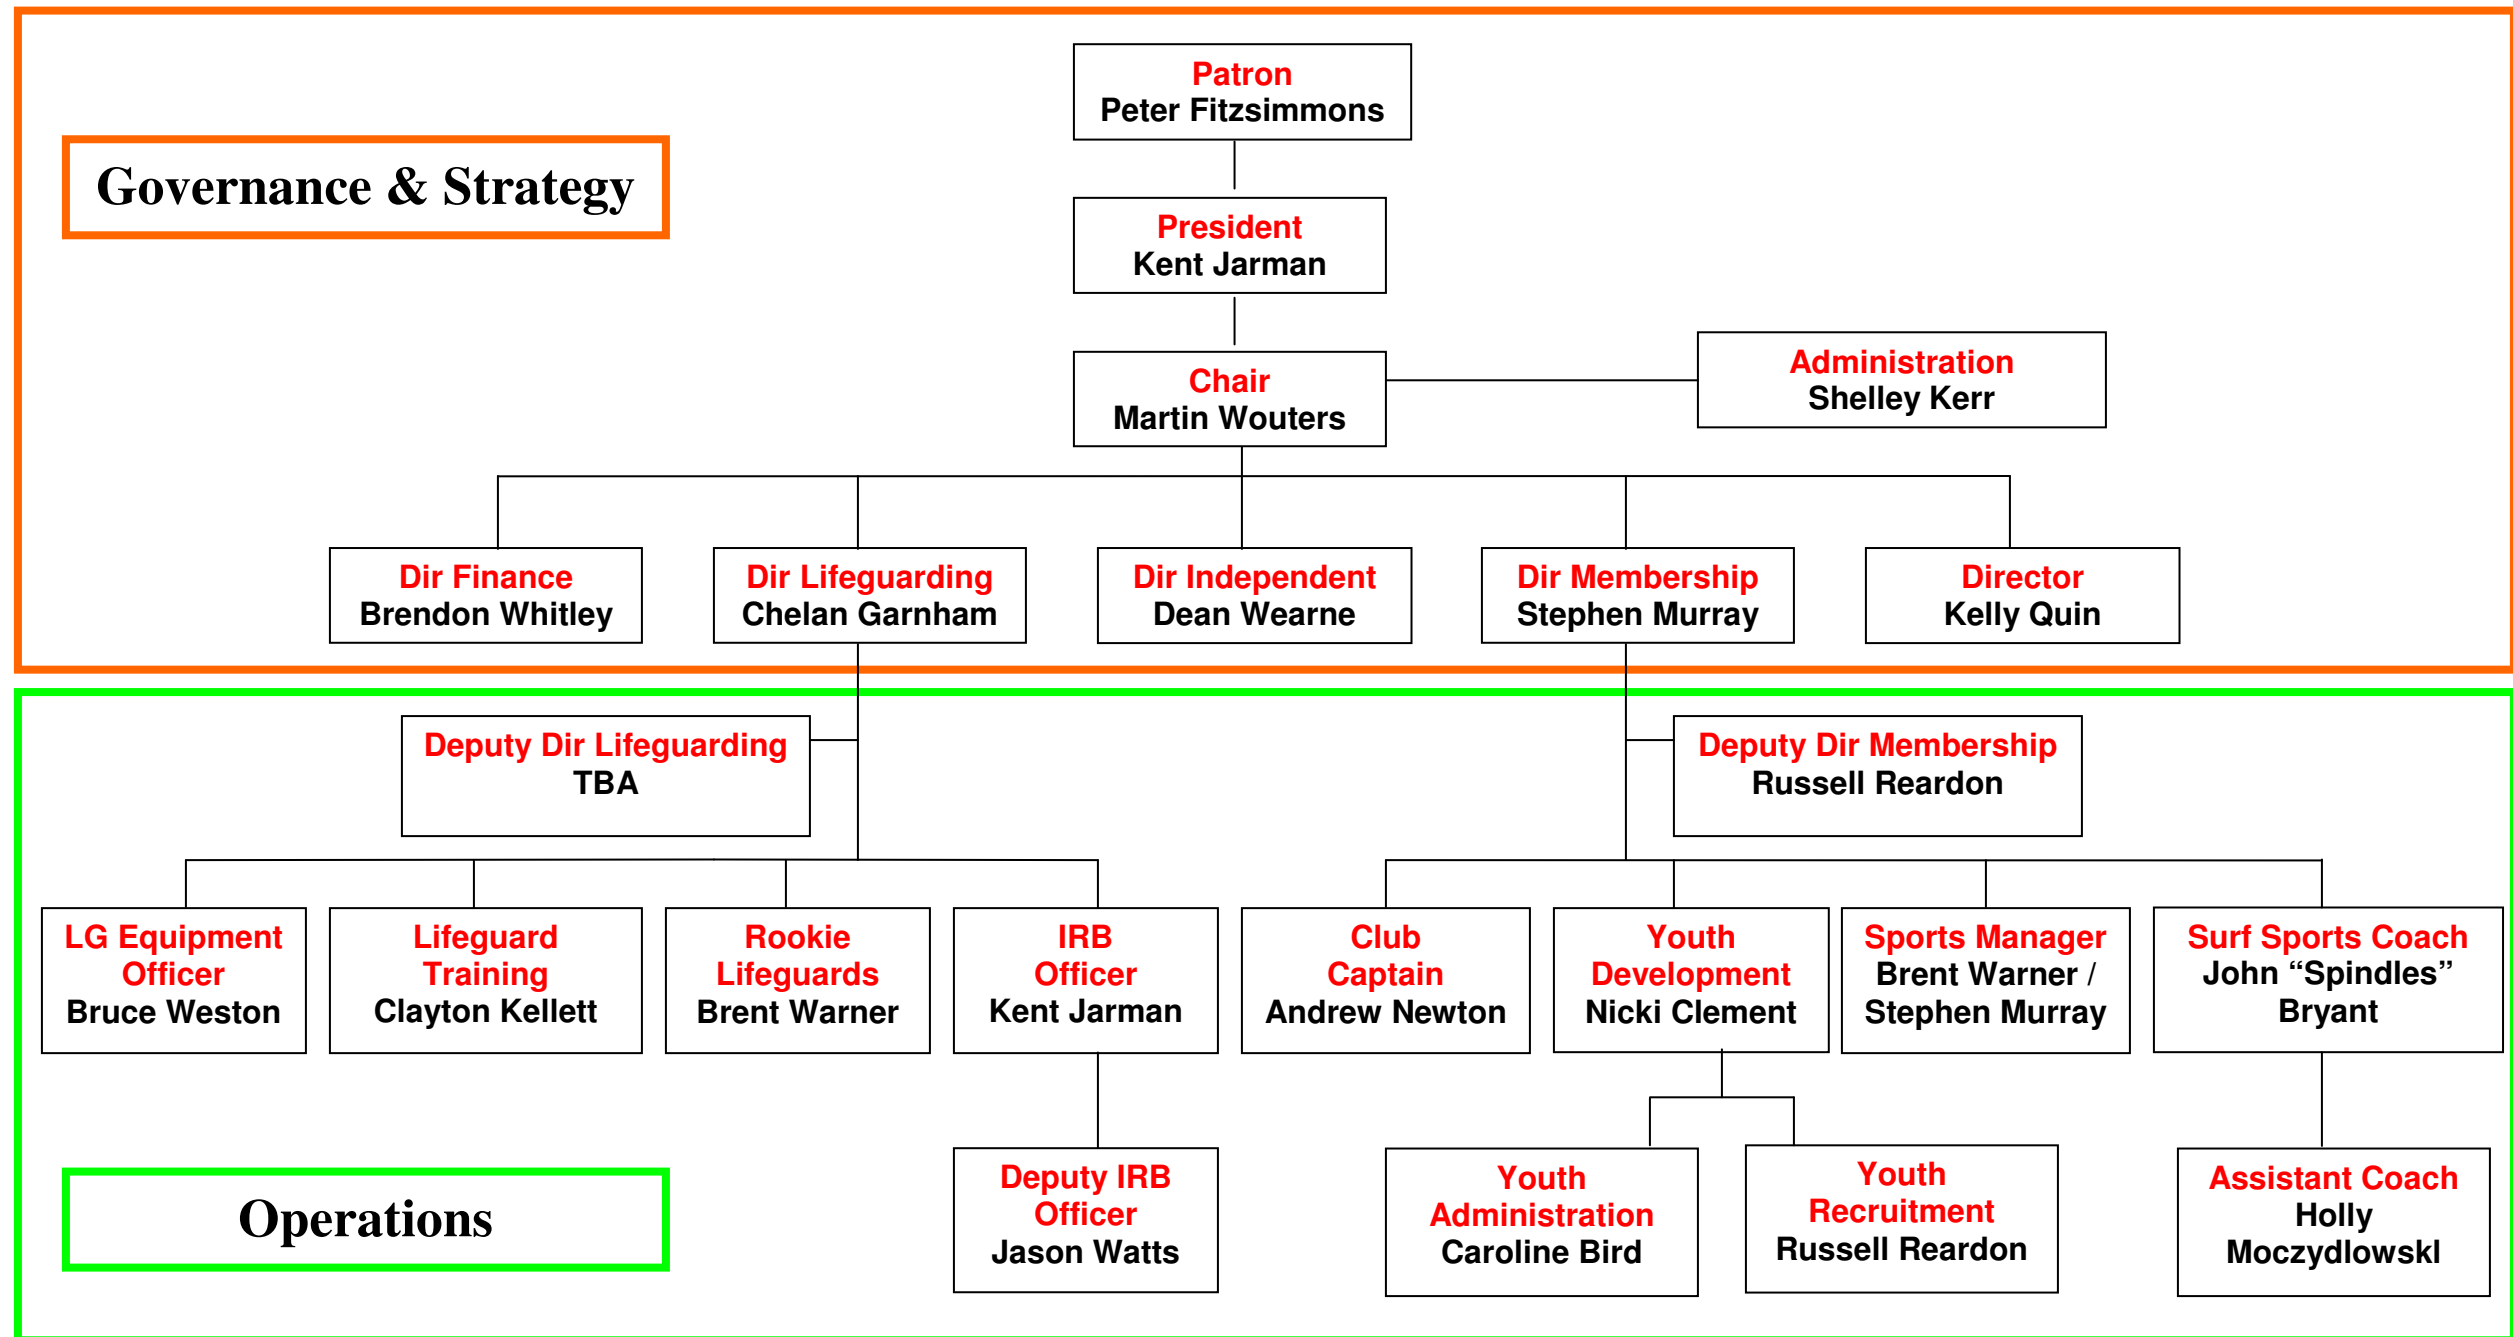 Patron
Peter Fitzsimmons
Governance & Strategy
President
Kent Jarman
Chair
Martin Wouters
Administration
Shelley Kerr
Dir Finance
Brendon Whitley
Dir Lifeguarding
Chelan Garnham
Dir Independent
Dean Wearne
Dir Membership
Stephen Murray
Director
Kelly Quin
Deputy Dir Lifeguarding
TBA
Deputy Dir Membership
Russell Reardon
LG Equipment
Officer
Bruce Weston
Lifeguard
Training
Clayton Kellett
Rookie
Lifeguards
Brent Warner
IRB
Officer
Kent Jarman
Club
Captain
Andrew Newton
Youth
Development
Nicki Clement
Sports Manager
Brent Warner /
Stephen Murray
Surf Sports Coach
John “Spindles”
Bryant
Operations
Deputy IRB
Officer
Jason Watts
Youth
Administration
Caroline Bird
Youth
Recruitment
Russell Reardon
Assistant Coach
Holly
Moczydlowskl